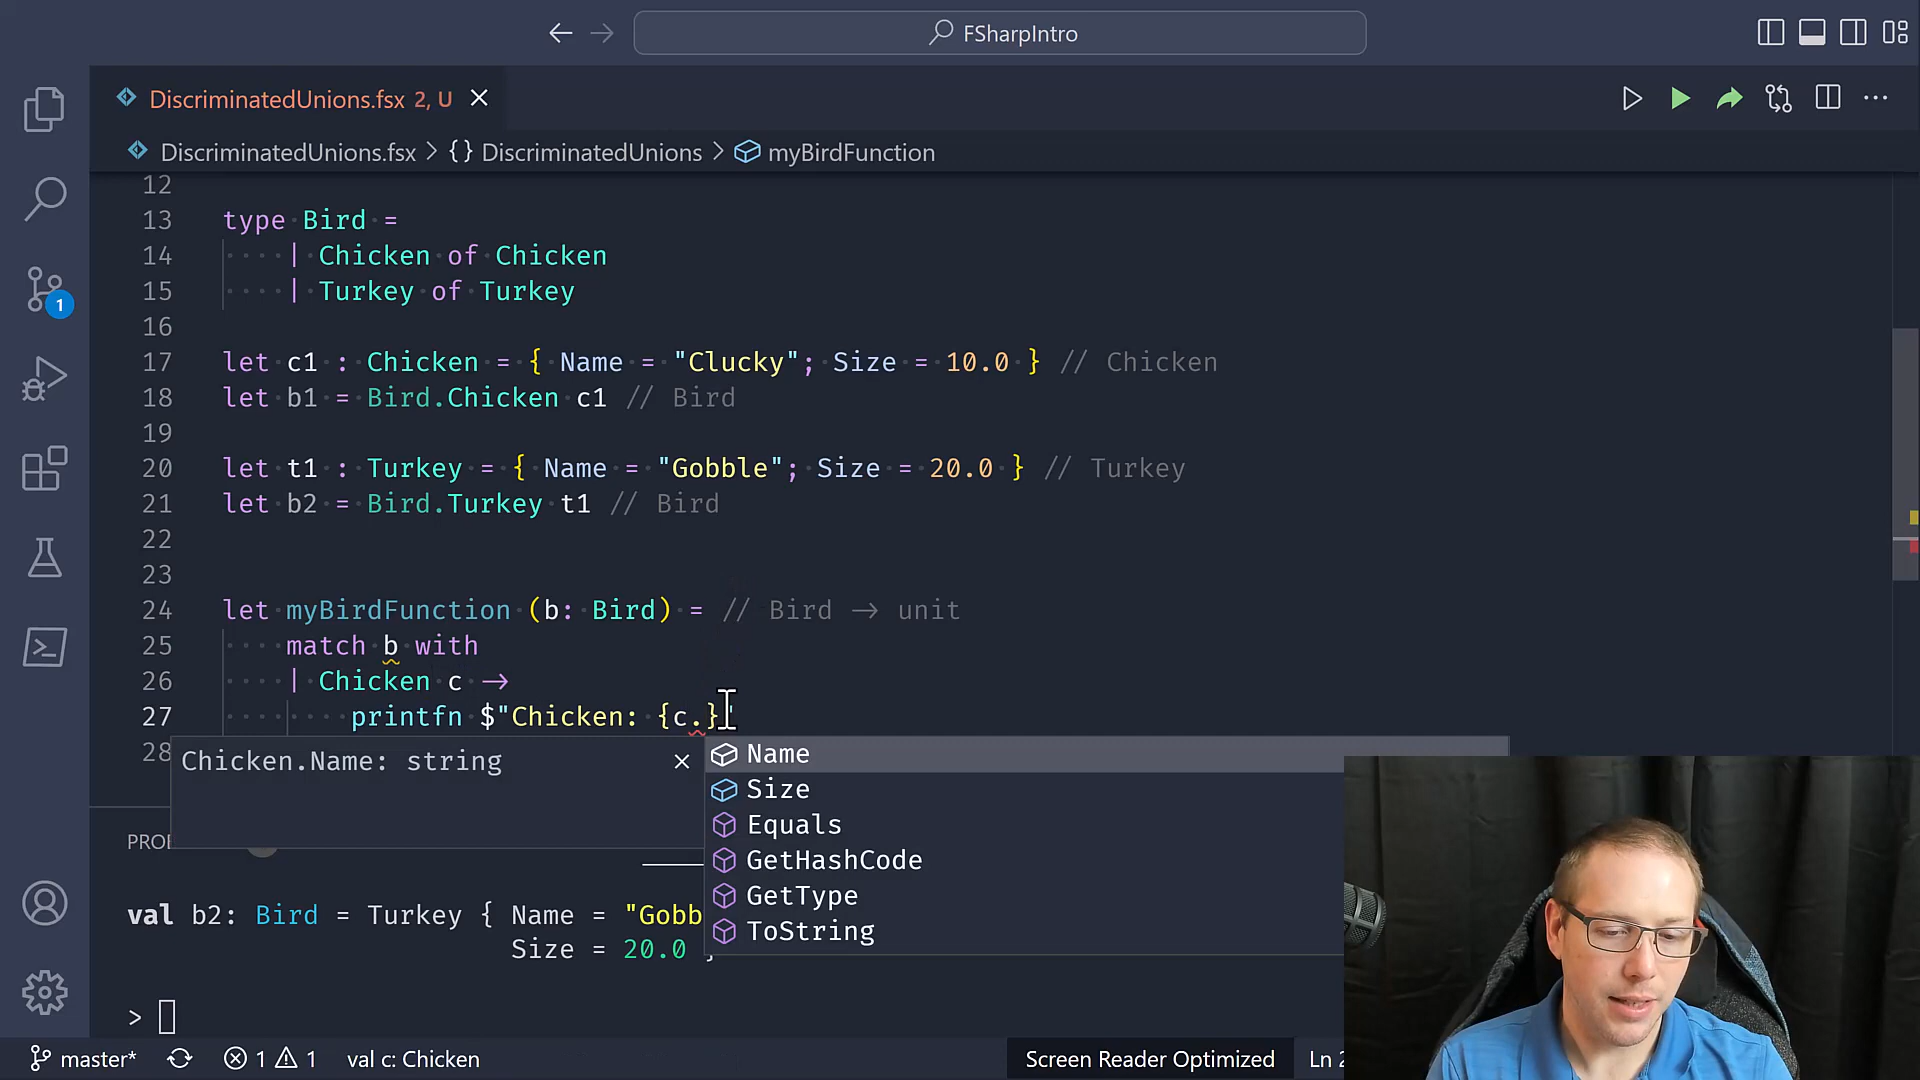 FSharpIntro
DiscriminatedUnions.fsx 2, U
DiscriminatedUnions.fsx > {} DiscriminatedUnions > myBirdFunction
12
13 type Bird =
14 | Chicken of Chicken
15 | Turkey of Turkey
16
17 let c1 : Chicken = { Name = "Clucky"; Size = 10.0 } // Chicken
18 let b1 = Bird.Chicken c1 // Bird
19
20 let t1 : Turkey = { Name = "Gobble"; Size = 20.0 } // Turkey
21 let b2 = Bird.Turkey t1 // Bird
22
23
24 let myBirdFunction (b: Bird) = // Bird -> unit
25 match b with
26 | Chicken c ->
27 printfn $"Chicken: {c.}"
28
Chicken.Name: string
Name
Size
Equals
GetHashCode
GetType
ToString
1
val b2: Bird = Turkey { Name = "Gobb
Size = 20.0
>
master* 1 1 val c: Chicken Screen Reader Optimized Ln